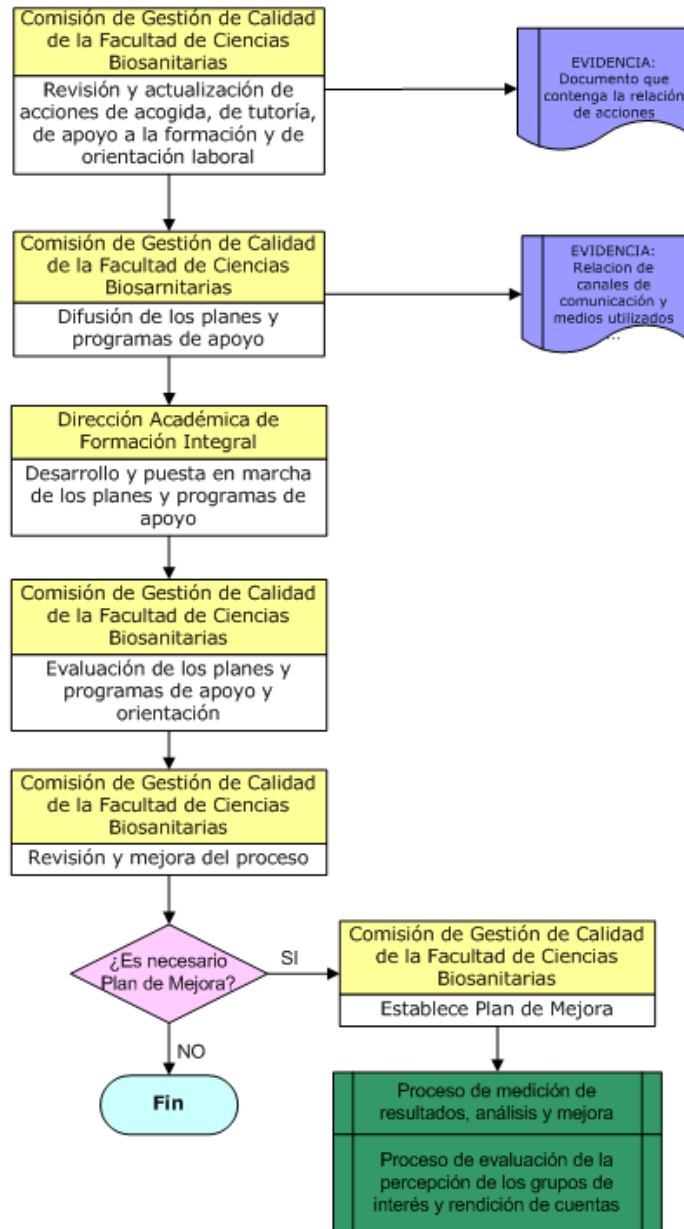 Comisión de Gestión de Calidad
de la Facultad de Ciencias
Biosanitarias
Revisión y actualización de
acciones de acogida, de tutoría,
de apoyo a la formación y de
orientación laboral
EVIDENCIA:
Documento que
contenga la relación
de acciones
Comisión de Gestión de Calidad
de la Facultad de Ciencias
Biosarnitarias
Difusión de los planes y
programas de apoyo
EVIDENCIA:
Relacion de
canales de
comunicación y
medios utilizados
...
Dirección Académica de
Formación Integral
Desarrollo y puesta en marcha
de los planes y programas de
apoyo
Comisión de Gestión de Calidad
de la Facultad de Ciencias
Biosanitarias
Evaluación de los planes y
programas de apoyo y
orientación
Comisión de Gestión de Calidad
de la Facultad de Ciencias
Biosanitarias
Revisión y mejora del proceso
¿Es necesario
Plan de Mejora?
SI
NO
Fin
Comisión de Gestión de Calidad
de la Facultad de Ciencias
Biosanitarias
Establece Plan de Mejora
Proceso de medición de
resultados, análisis y mejora
Proceso de evaluación de la
percepción de los grupos de
interés y rendición de cuentas